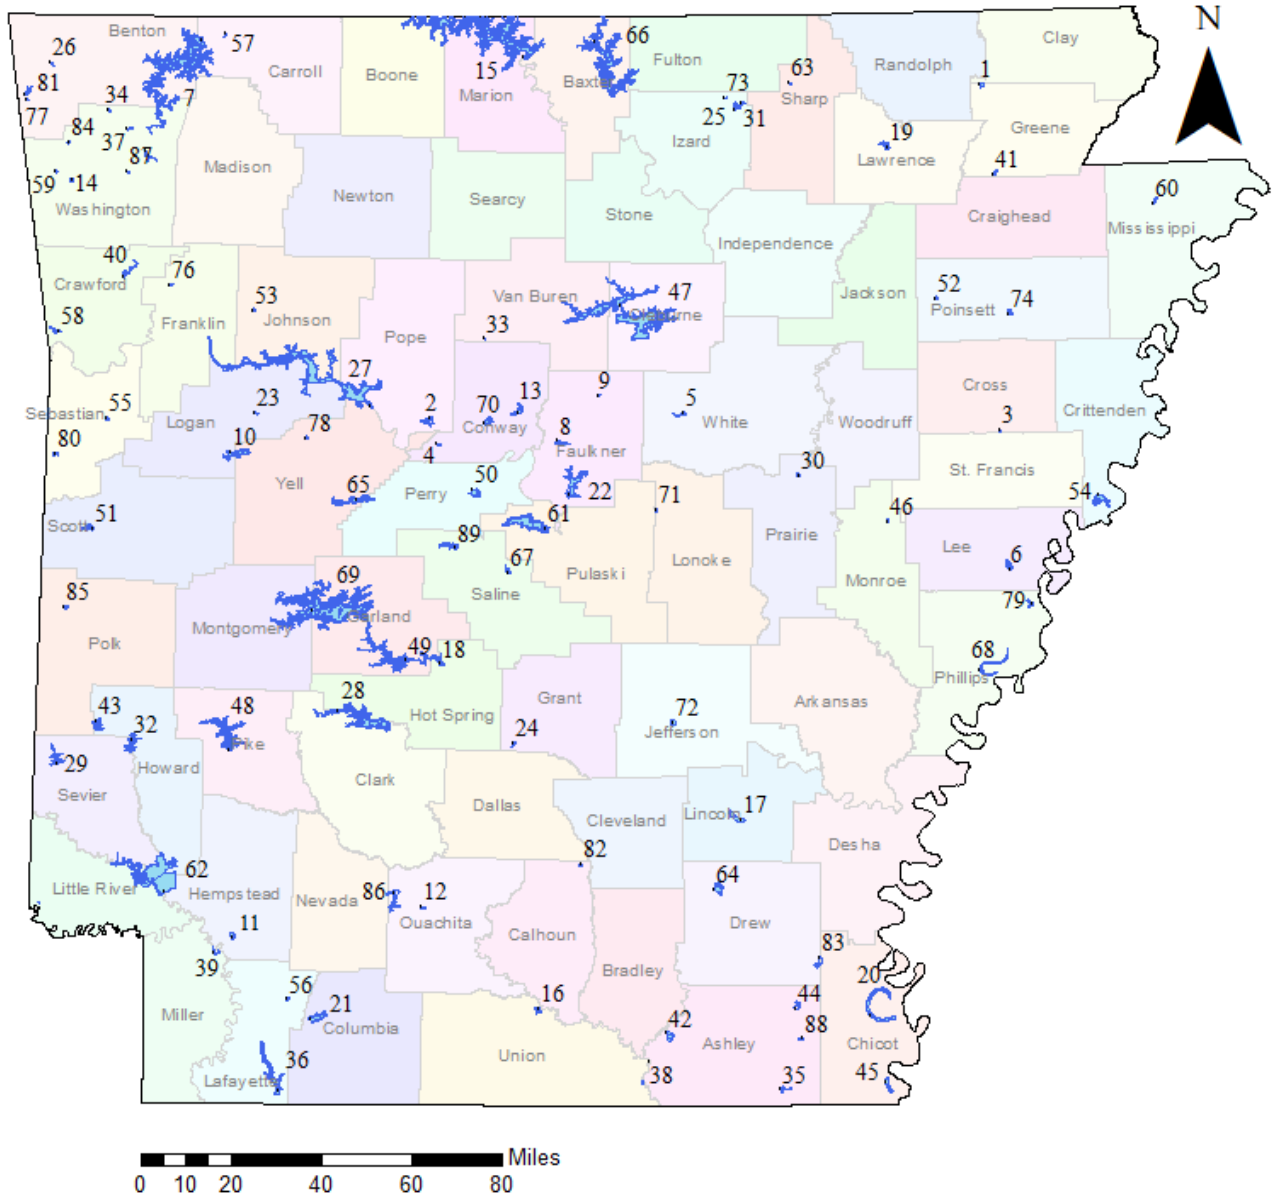 N
Benton
57
66
26
Carroll
Boone
15
Marion
Baxter
Fulton
63
Randolph
Clay
1
81
77
34
7
73
Sharp
25
31
Izard
19
Lawrence
Greene
41
84
37
87
59
14
Washington
Madison
Newton
Searcy
Stone
Independence
Craighead
60
Mississippi
40
Crawford
76
53
Johnson
Franklin
58
Pope
Van Buren
33
47
Cleburne
Jackson
52
Poinsett
74
27
23
Logan
2
70
13
Conway
9
5
White
Woodruff
Cross
3
Crittenden
Sebastian
55
80
10
78
4
8
Faulkner
22
St. Francis
30
54
Yell
65
Perry
50
61
71
46
Scott
51
89
67
Prairie
Lee
6
Pulaski
Lonoke
Monroe
79
85
69
Saline
Garland
Montgomery
Polk
49
18
68
Phillips
43
32
48
Pike
28
Hot Spring
Grant
24
72
Jefferson
Arkansas
29
Howard
Sevier
Clark
Dallas
Cleveland
Lincoln
17
Desha
82
62
Little River
Hempstead
Nevada
86
12
Ouachita
64
Drew
11
39
Calhoun
Bradley
83
20
56
21
Columbia
Miller
16
42
44
88
Ashley
Chicot
36
Lafayette
Union
38
35
45
Miles
0 10 20 40 60 80